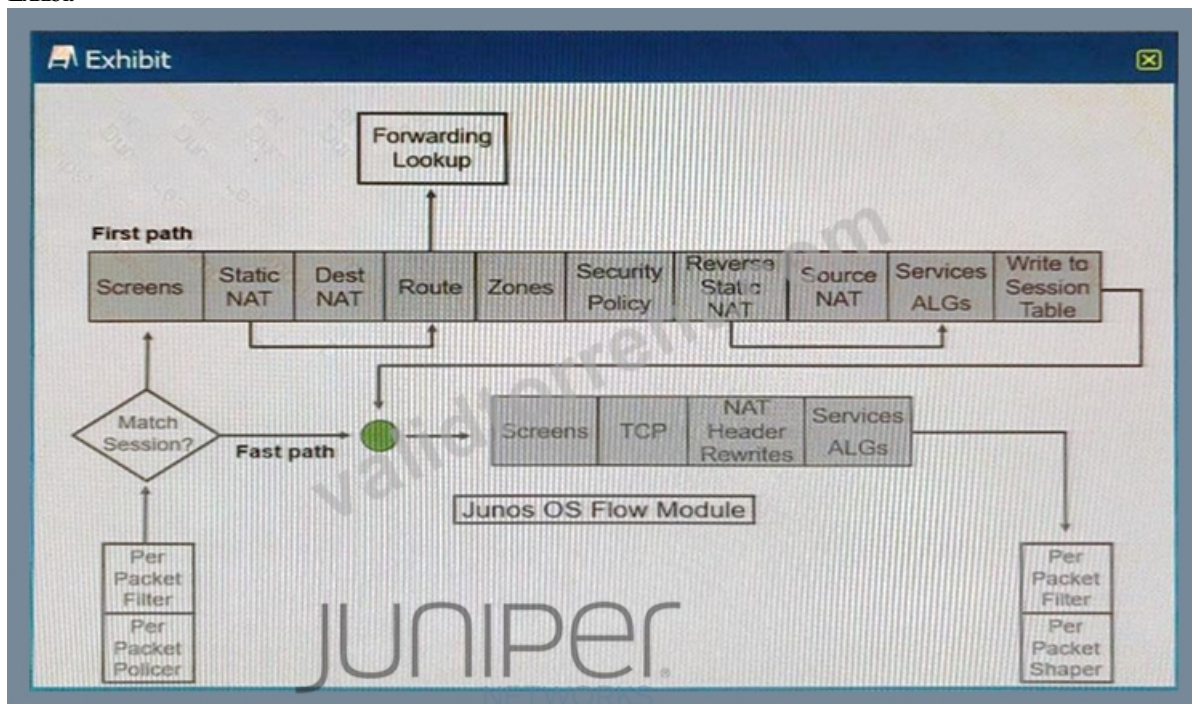 Exhibit
Forwarding
Lookup
First path
Screens
Static
NAT
Dest
NAT
Route
Zones
Security
Policy
Reverse
Static
NAT
Source
NAT
Services
ALGs
Write to
Session
Table
Match
Session?
Fast path
Screens
TCP
NAT
Header
Rewrites
Services
ALGs
Junos OS Flow Module
Per
Packet
Filter
Per
Packet
Policer
Per
Packet
Filter
Per
Packet
Shaper
JUNIPER
NETWORKS